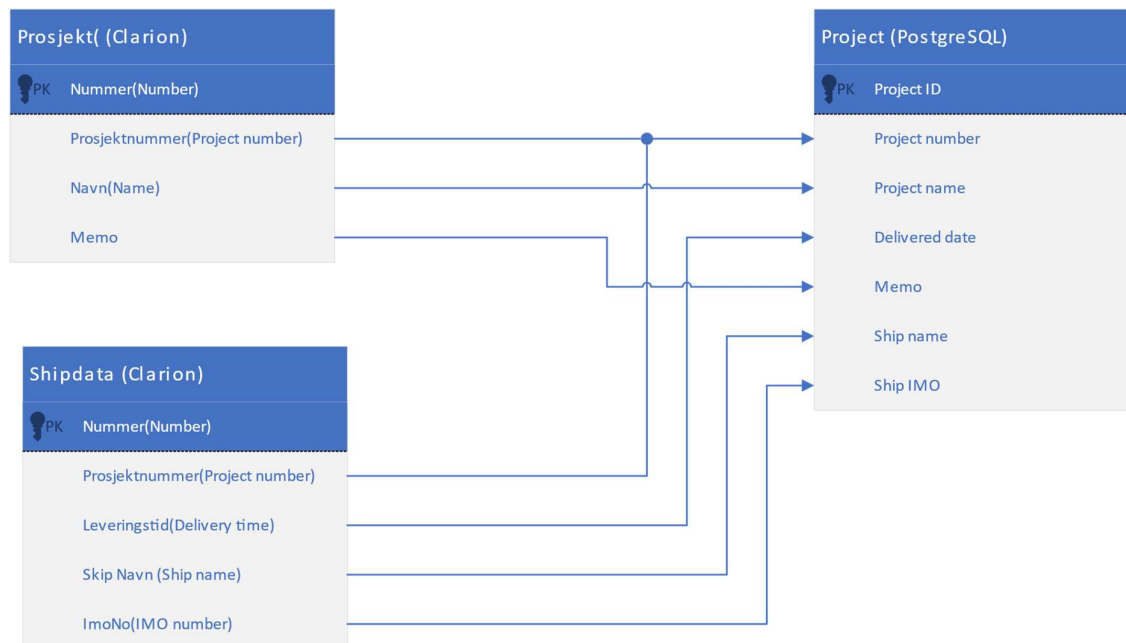 Prosjekt( (Clarion)
PK Nummer(Number)
Prosjektnummer(Project number)
Navn(Name)
Memo
Project (PostgreSQL)
PK Project ID
Project number
Project name
Delivered date
Memo
Ship name
Ship IMO
Shipdata (Clarion)
PK Nummer(Number)
Prosjektnummer(Project number)
Leveringstid(Delivery time)
Skip Navn (Ship name)
ImoNo(IMO number)